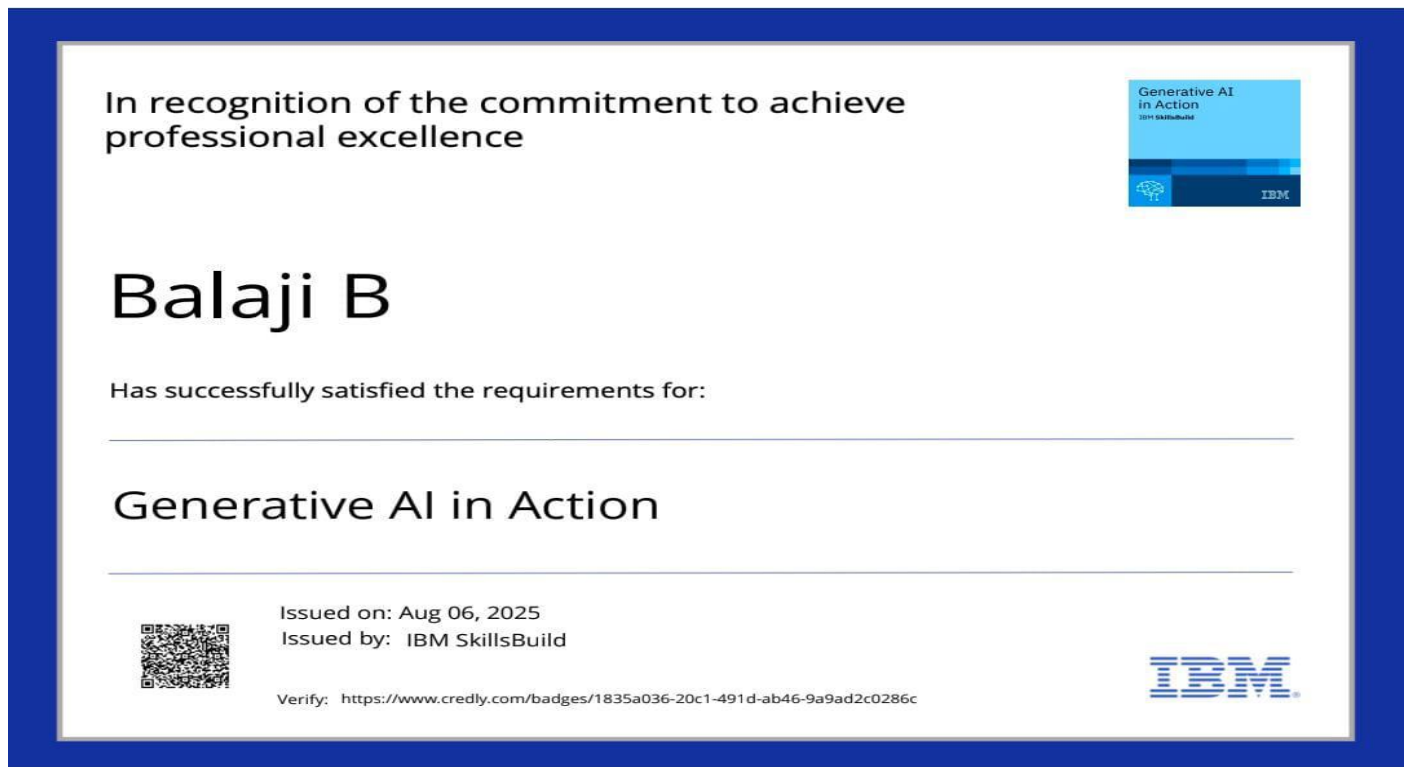 In recognition of the commitment to achieve
professional excellence
Generative AI
in Action
IBM SkillsBuild
IBM
Balaji B
Has successfully satisfied the requirements for:
Generative AI in Action
Issued on: Aug 06, 2025
Issued by: IBM SkillsBuild
Verify: https://www.credly.com/badges/1835a036-20c1-491d-ab46-9a9ad2c0286c
IBM